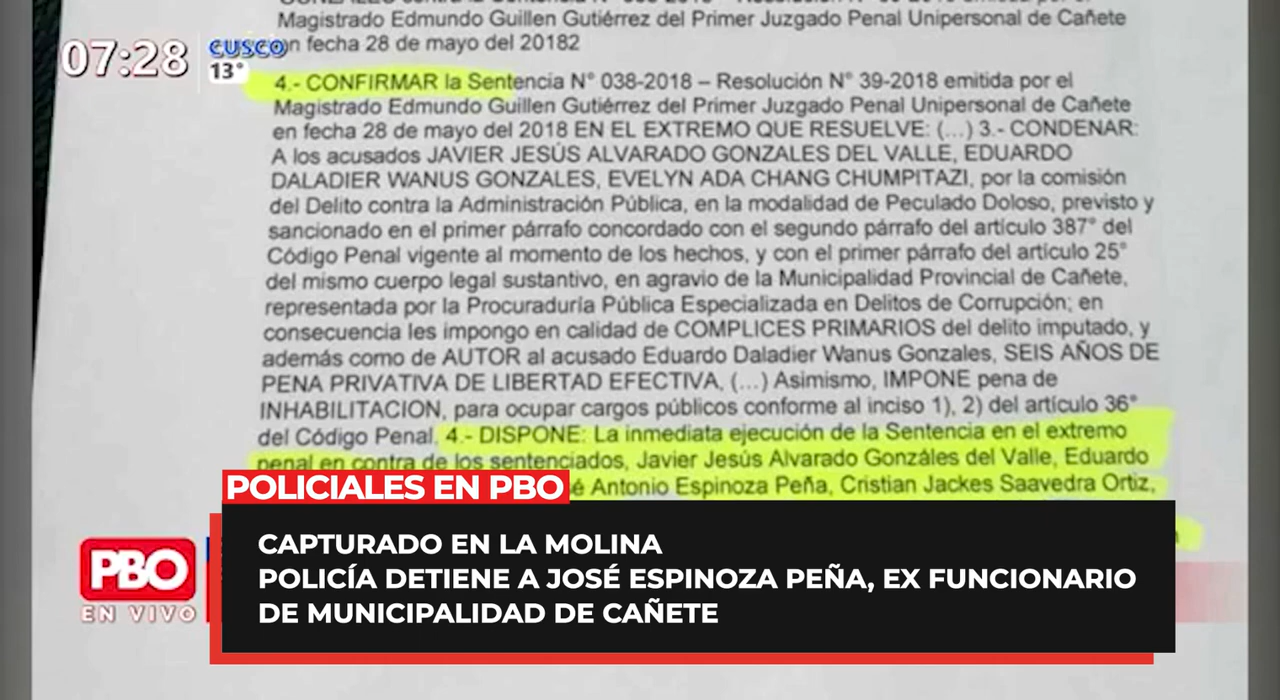 Magistrado Edmundo Guillen Gutiérrez del Primer Juzgado Penal Unipersonal de Cañete
en fecha 28 de mayo del 20182
07:28
CUSCO
13°
4.- CONFIRMAR la Sentencia N° 038-2018 – Resolución N° 39-2018 emitida por el
Magistrado Edmundo Guillen Gutiérrez del Primer Juzgado Penal Unipersonal de Cañete
en fecha 28 de mayo del 2018 EN EL EXTREMO QUE RESUELVE: (...) 3.- CONDENAR:
A los acusados JAVIER JESÚS ALVARADO GONZALES DEL VALLE, EDUARDO
DALADIER WANUS GONZALES, EVELYN ADA CHANG CHUMPITAZI, por la comisión
del Delito contra la Administración Pública, en la modalidad de Peculado Doloso, previsto y
sancionado en el primer párrafo concordado con el segundo párrafo del artículo 387° del
Código Penal vigente al momento de los hechos, y con el primer párrafo del artículo 25°
del mismo cuerpo legal sustantivo, en agravio de la Municipalidad Provincial de Cañete,
representada por la Procuraduría Pública Especializada en Delitos de Corrupción; en
consecuencia les impongo en calidad de COMPLICES PRIMARIOS del delito imputado, y
además como de AUTOR al acusado Eduardo Daladier Wanus Gonzales, SEIS AÑOS DE
PENA PRIVATIVA DE LIBERTAD EFECTIVA, (...) Asimismo, IMPONE pena de
INHABILITACION, para ocupar cargos públicos conforme al inciso 1), 2) del artículo 36°
del Código Penal. 4.- DISPONE: La inmediata ejecución de la Sentencia en el extremo
penal en contra de los sentenciados, Javier Jesús Alvarado Gonzáles del Valle, Eduardo
é Antonio Espinoza Peña, Cristian Jackes Saavedra Ortiz,
POLICIALES EN PBO
CAPTURADO EN LA MOLINA
POLICÍA DETIENE A JOSÉ ESPINOZA PEÑA, EX FUNCIONARIO
DE MUNICIPALIDAD DE CAÑETE
PBO
EN VIVO